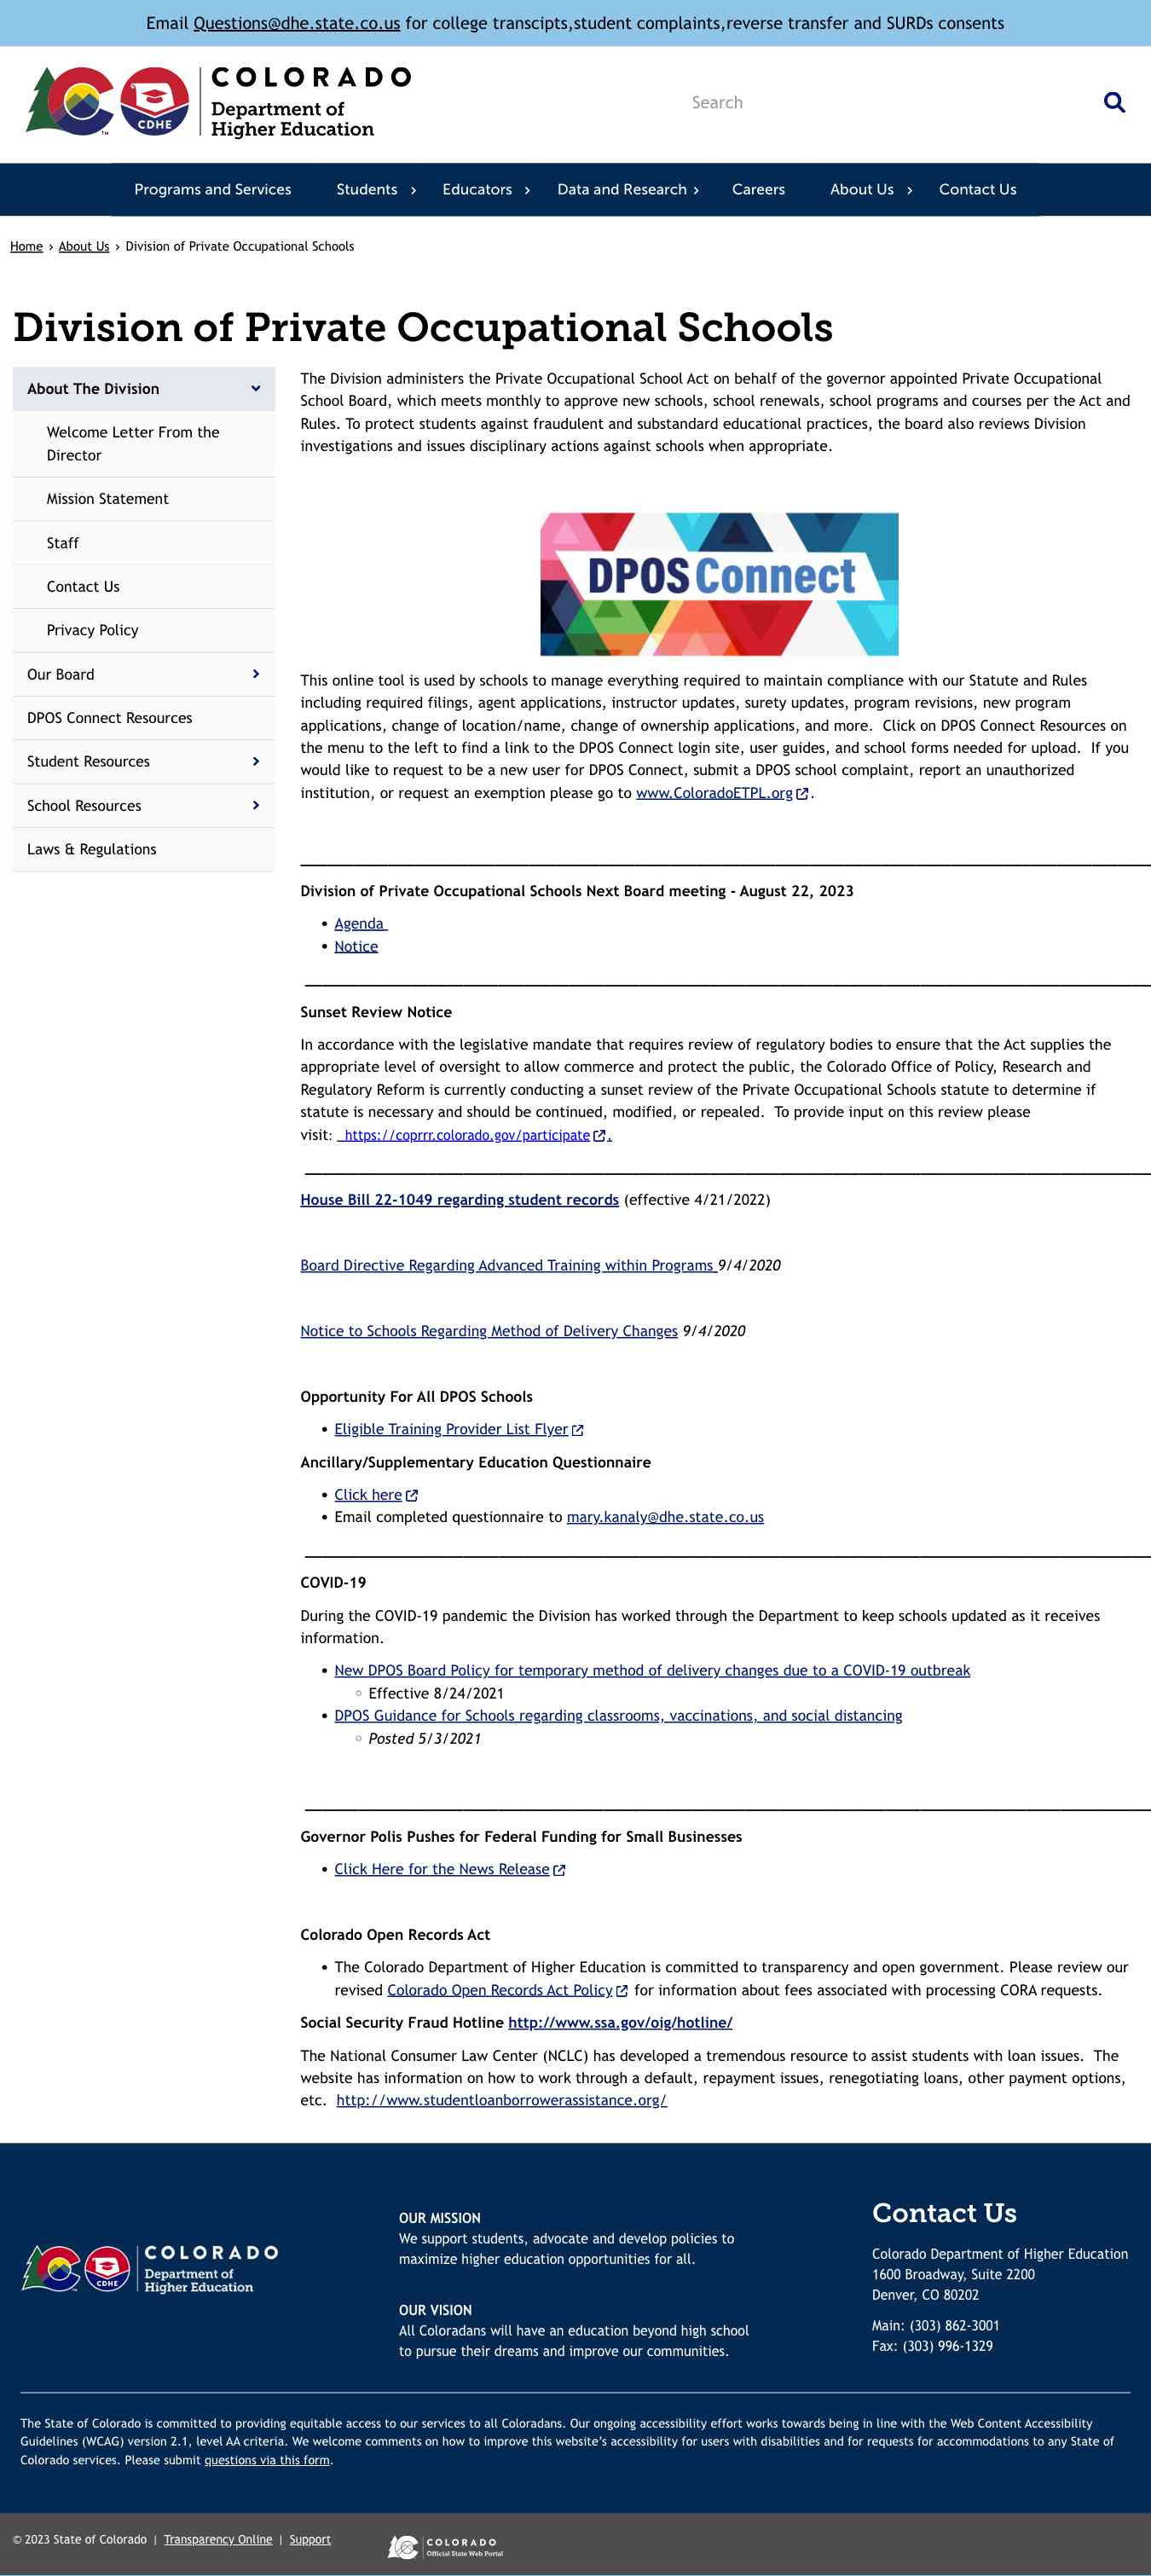 Email Questions@dhe.state.co.us for college transcipts,student complaints,reverse transfer and SURDs consents
CDHE
TM
COLORADO
Department of
Higher Education
Search
Programs and Services Students Educators Data and Research Careers About Us Contact Us
Home › About Us › Division of Private Occupational Schools
Division of Private Occupational Schools
About The Division
Welcome Letter From the
Director
Mission Statement
Staff
Contact Us
Privacy Policy
Our Board
DPOS Connect Resources
Student Resources
School Resources
Laws & Regulations
The Division administers the Private Occupational School Act on behalf of the governor appointed Private Occupational
School Board, which meets monthly to approve new schools, school renewals, school programs and courses per the Act and
Rules. To protect students against fraudulent and substandard educational practices, the board also reviews Division
investigations and issues disciplinary actions against schools when appropriate.
DPOS Connect
This online tool is used by schools to manage everything required to maintain compliance with our Statute and Rules
including required filings, agent applications, instructor updates, surety updates, program revisions, new program
applications, change of location/name, change of ownership applications, and more. Click on DPOS Connect Resources on
the menu to the left to find a link to the DPOS Connect login site, user guides, and school forms needed for upload. If you
would like to request to be a new user for DPOS Connect, submit a DPOS school complaint, report an unauthorized
institution, or request an exemption please go to www.ColoradoETPL.org .
Division of Private Occupational Schools Next Board meeting - August 22, 2023
• Agenda
• Notice
Sunset Review Notice
In accordance with the legislative mandate that requires review of regulatory bodies to ensure that the Act supplies the
appropriate level of oversight to allow commerce and protect the public, the Colorado Office of Policy, Research and
Regulatory Reform is currently conducting a sunset review of the Private Occupational Schools statute to determine if
statute is necessary and should be continued, modified, or repealed. To provide input on this review please
visit: https://coprrr.colorado.gov/participate .
House Bill 22-1049 regarding student records (effective 4/21/2022)
Board Directive Regarding Advanced Training within Programs 9/4/2020
Notice to Schools Regarding Method of Delivery Changes 9/4/2020
Opportunity For All DPOS Schools
• Eligible Training Provider List Flyer
Ancillary/Supplementary Education Questionnaire
• Click here
• Email completed questionnaire to mary.kanaly@dhe.state.co.us
COVID-19
During the COVID-19 pandemic the Division has worked through the Department to keep schools updated as it receives
information.
• New DPOS Board Policy for temporary method of delivery changes due to a COVID-19 outbreak
◦ Effective 8/24/2021
• DPOS Guidance for Schools regarding classrooms, vaccinations, and social distancing
◦ Posted 5/3/2021
Governor Polis Pushes for Federal Funding for Small Businesses
• Click Here for the News Release
Colorado Open Records Act
• The Colorado Department of Higher Education is committed to transparency and open government. Please review our
revised Colorado Open Records Act Policy for information about fees associated with processing CORA requests.
Social Security Fraud Hotline http://www.ssa.gov/oig/hotline/
The National Consumer Law Center (NCLC) has developed a tremendous resource to assist students with loan issues. The
website has information on how to work through a default, repayment issues, renegotiating loans, other payment options,
etc. http://www.studentloanborrowerassistance.org/
CDHE
COLORADO
Department of
Higher Education
OUR MISSION
We support students, advocate and develop policies to
maximize higher education opportunities for all.
OUR VISION
All Coloradans will have an education beyond high school
to pursue their dreams and improve our communities.
Contact Us
Colorado Department of Higher Education
1600 Broadway, Suite 2200
Denver, CO 80202
Main: (303) 862-3001
Fax: (303) 996-1329
The State of Colorado is committed to providing equitable access to our services to all Coloradans. Our ongoing accessibility effort works towards being in line with the Web Content Accessibility
Guidelines (WCAG) version 2.1, level AA criteria. We welcome comments on how to improve this website's accessibility for users with disabilities and for requests for accommodations to any State of
Colorado services. Please submit questions via this form.
© 2023 State of Colorado | Transparency Online | Support
COLORADO
Official State Web Portal